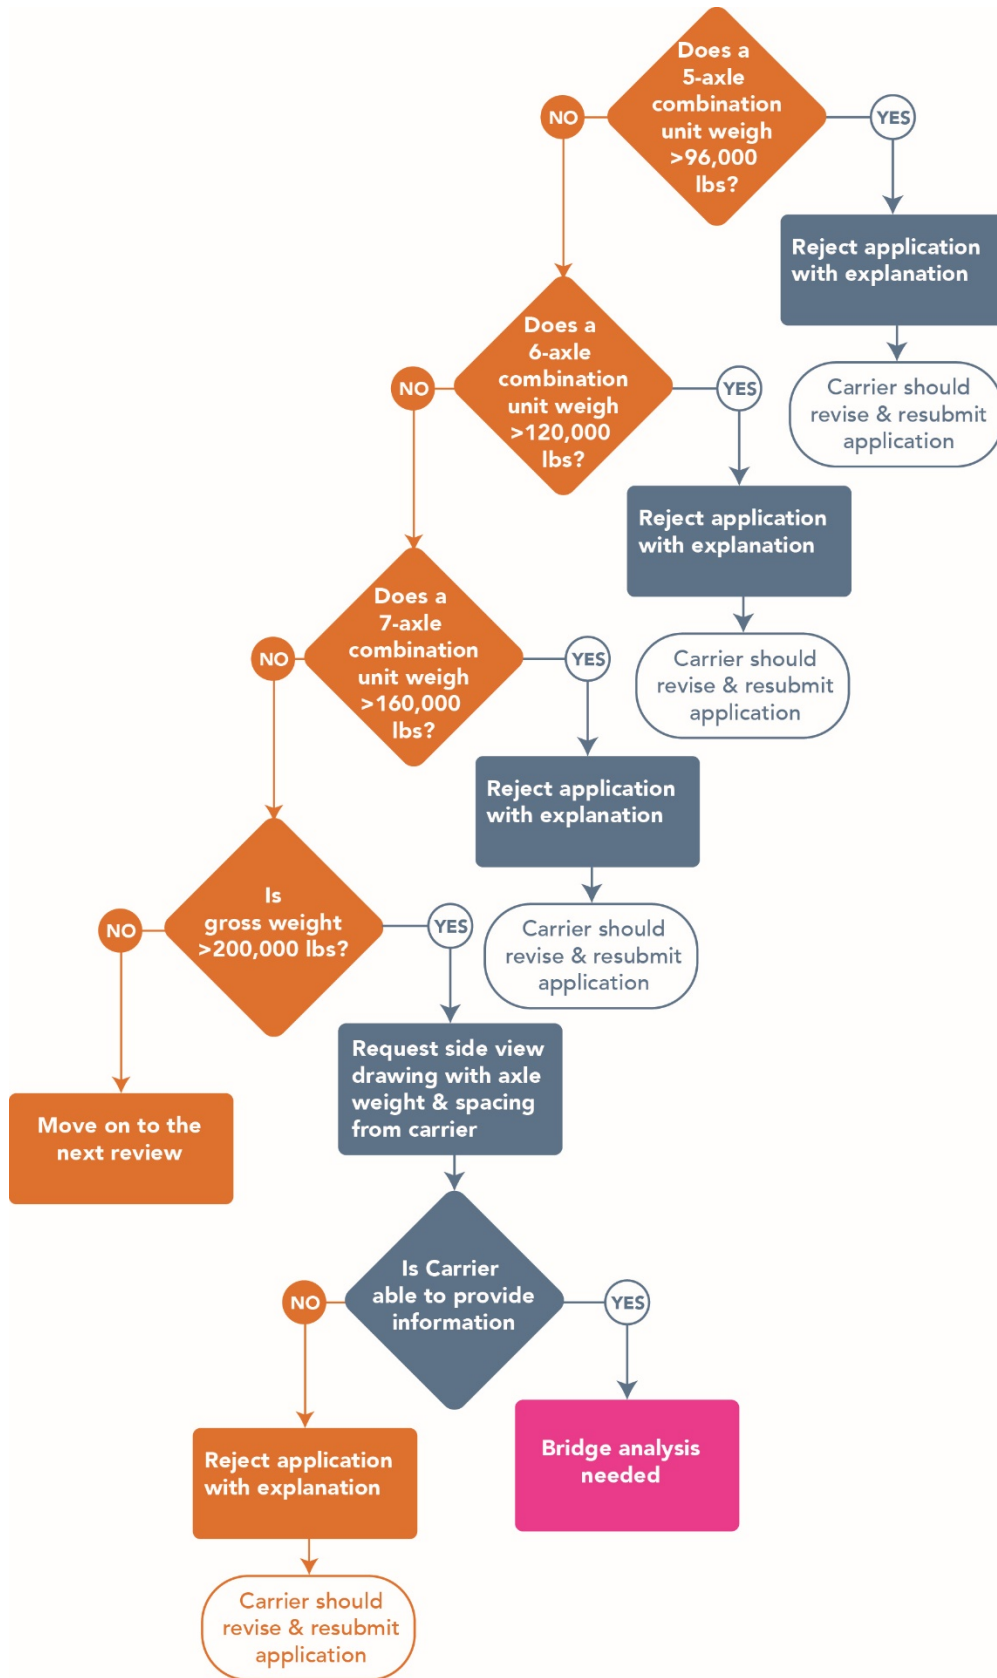 Does a
5-axle
combination
unit weigh
>96,000
lbs?
NO
YES
Reject application
with explanation
Carrier should
revise & resubmit
application
Does a
6-axle
combination
unit weigh
>120,000
lbs?
NO
YES
Reject application
with explanation
Carrier should
revise & resubmit
application
Does a
7-axle
combination
unit weigh
>160,000
lbs?
NO
YES
Reject application
with explanation
Carrier should
revise & resubmit
application
Is
gross weight
>200,000 lbs?
NO
YES
Move on to the
next review
Request side view
drawing with axle
weight & spacing
from carrier
Is Carrier
able to provide
information
NO
YES
Reject application
with explanation
Carrier should
revise & resubmit
application
Bridge analysis
needed